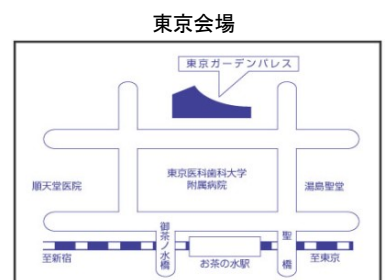 東京会場
東京ガーデンパレス
東京医科歯科大学
附属病院
順天堂医院
湯島聖堂
御茶ノ水橋
聖橋
至新宿
お茶の水駅
至東京